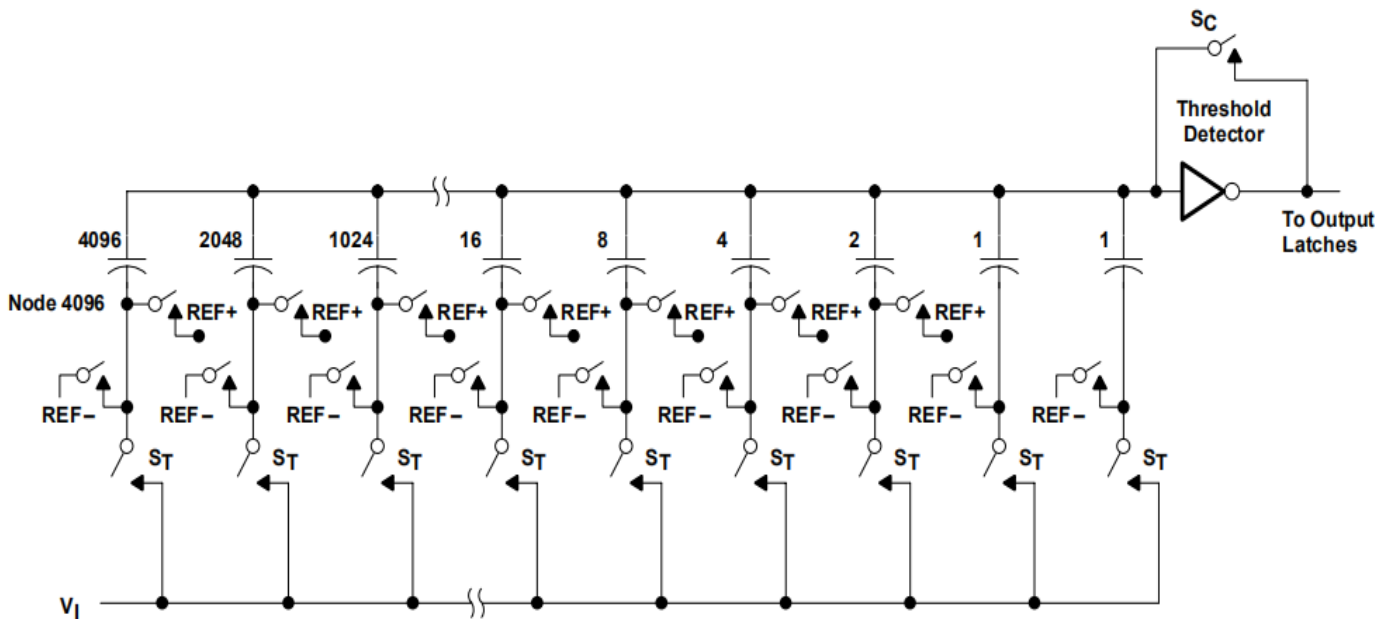 SC
Threshold
Detector
To Output
Latches
4096
2048
1024
16
8
4
2
1
1
Node 4096
REF+
REF+
REF+
REF+
REF+
REF+
REF+
REF–
REF–
REF–
REF–
REF–
REF–
REF–
REF–
REF–
ST
ST
ST
ST
ST
ST
ST
ST
ST
VI